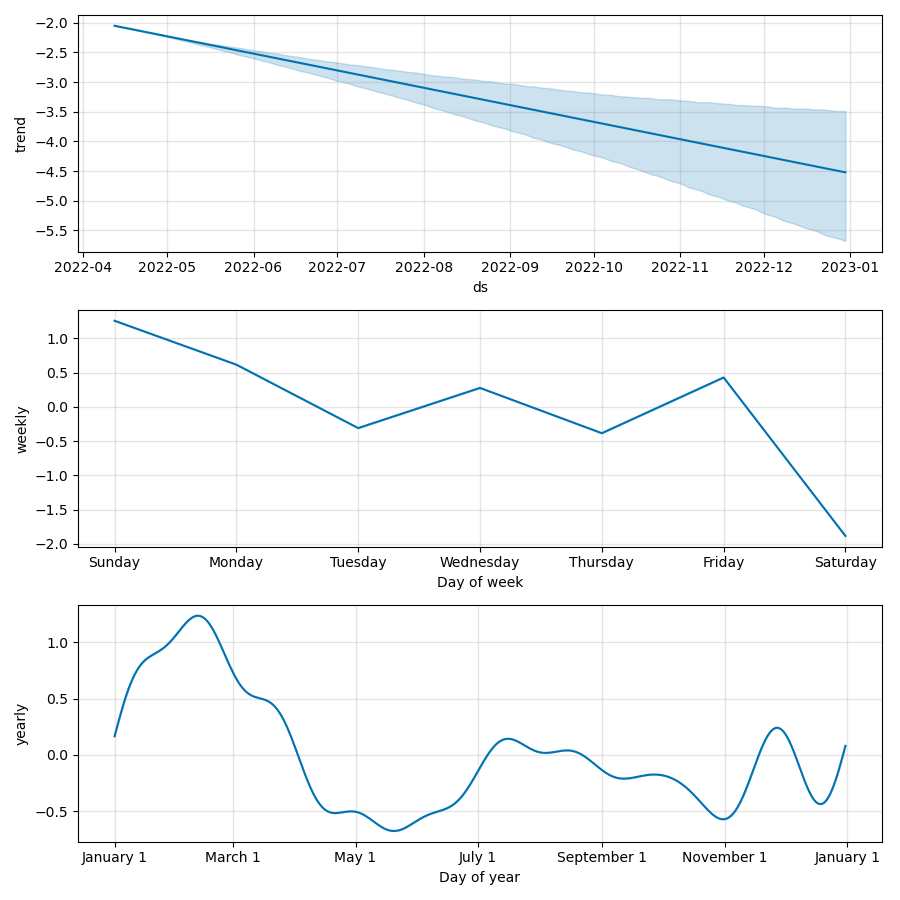 −2.0
−2.5
−3.0
−3.5
−4.0
−4.5
−5.0
−5.5
trend
2022-04 2022-05 2022-06 2022-07 2022-08 2022-09 2022-10 2022-11 2022-12 2023-01
ds
1.0
0.5
0.0
−0.5
−1.0
−1.5
−2.0
weekly
Sunday Monday Tuesday Wednesday Thursday Friday Saturday
Day of week
1.0
0.5
0.0
−0.5
yearly
January 1 March 1 May 1 July 1 September 1 November 1 January 1
Day of year